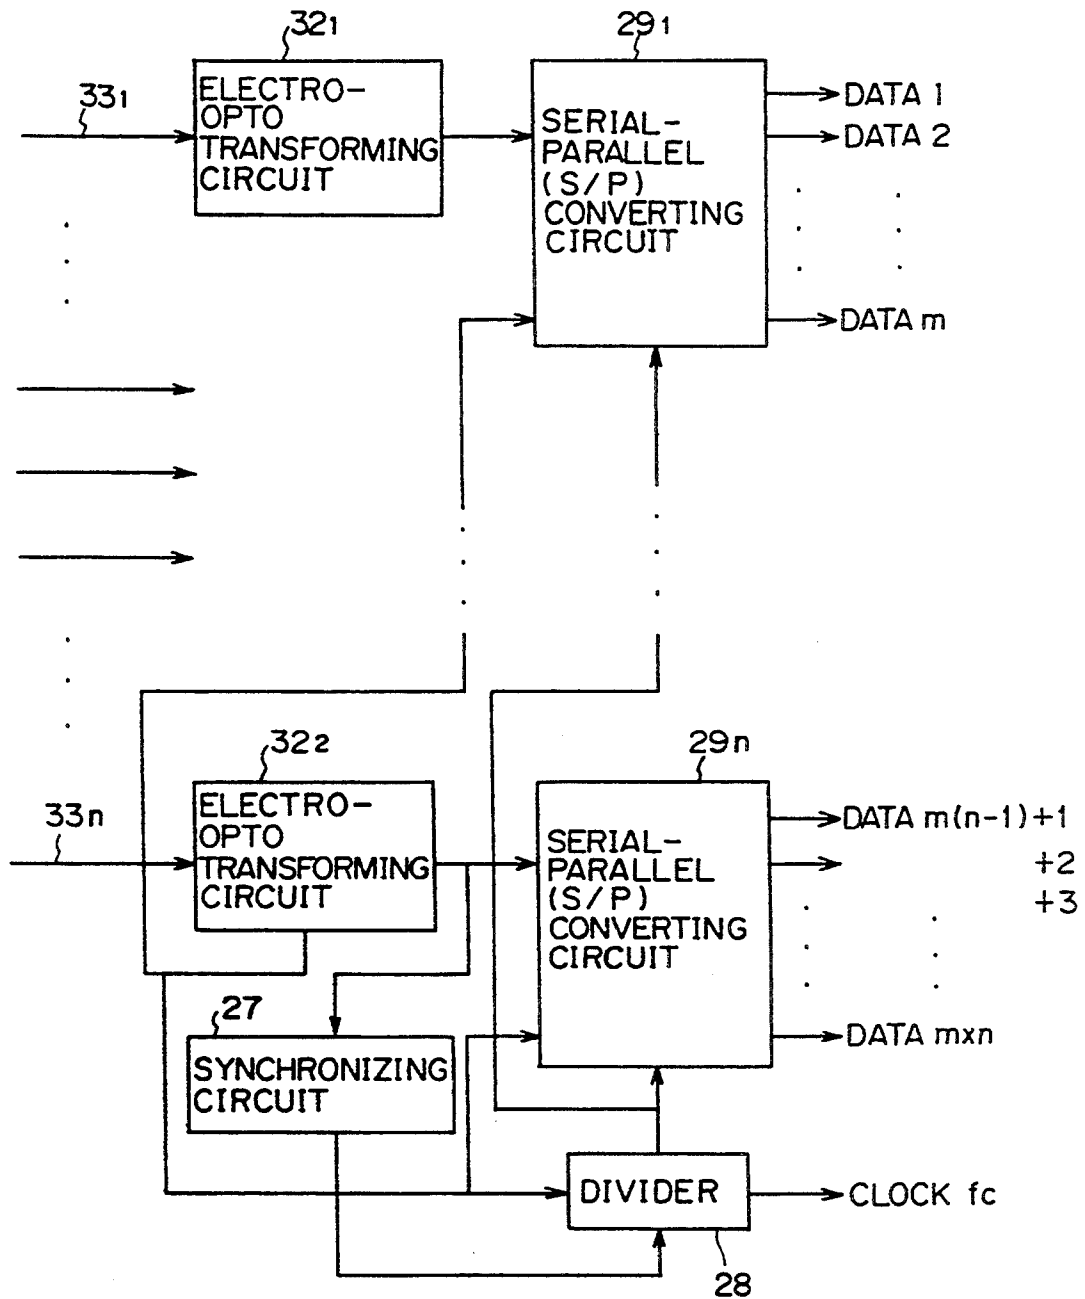 32₁
29₁
33₁
ELECTRO-
OPTO
TRANSFORMING
CIRCUIT
SERIAL-
PARALLEL
(S/P)
CONVERTING
CIRCUIT
DATA 1
DATA 2
DATA m
32₂
29n
33n
ELECTRO-
OPTO
TRANSFORMING
CIRCUIT
SERIAL-
PARALLEL
(S/P)
CONVERTING
CIRCUIT
DATA m(n-1)+1
+2
+3
DATA mxn
27
SYNCHRONIZING
CIRCUIT
DIVIDER
CLOCK fc
28